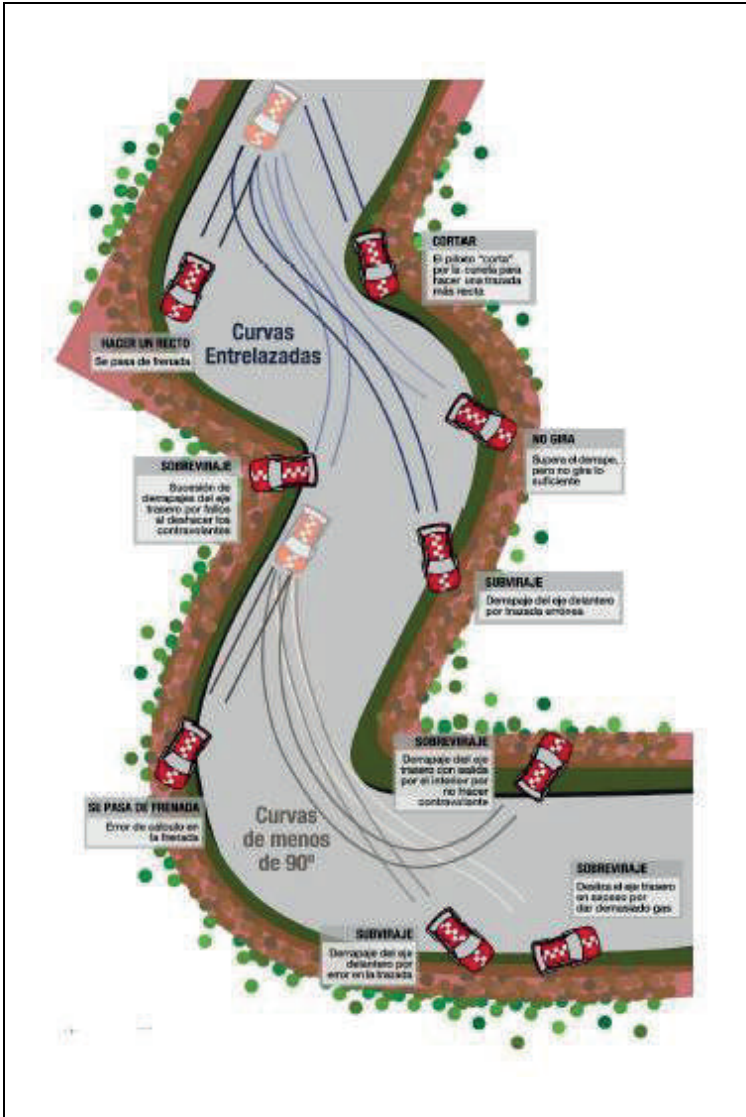 CORTAR
El piloto "corta"
por la cuneta para
hacer una trazada
más recta
HACER UN RECTO
Se pasa de frenada
Curvas
Entrelazadas
NO GIRA
Supera el derrape,
pero no gira lo
suficiente
SOBREVIRAJE
Sucesión de
derrapajes del eje
trasero por fallos
al deshacer los
contravolantes
SUBVIRAJE
Derrapaje del eje delantero
por trazada errónea
SOBREVIRAJE
Derrapaje del eje
trasero con salida
por el interior por
no hacer
contravolante
SE PASA DE FRENADA
Error de cálculo en
la frenada
Curvas
de menos
de 90º
SOBREVIRAJE
Desliza el eje trasero
en exceso por
dar demasiado gas
SUBVIRAJE
Derrapaje del eje
delantero por
error en la trazada